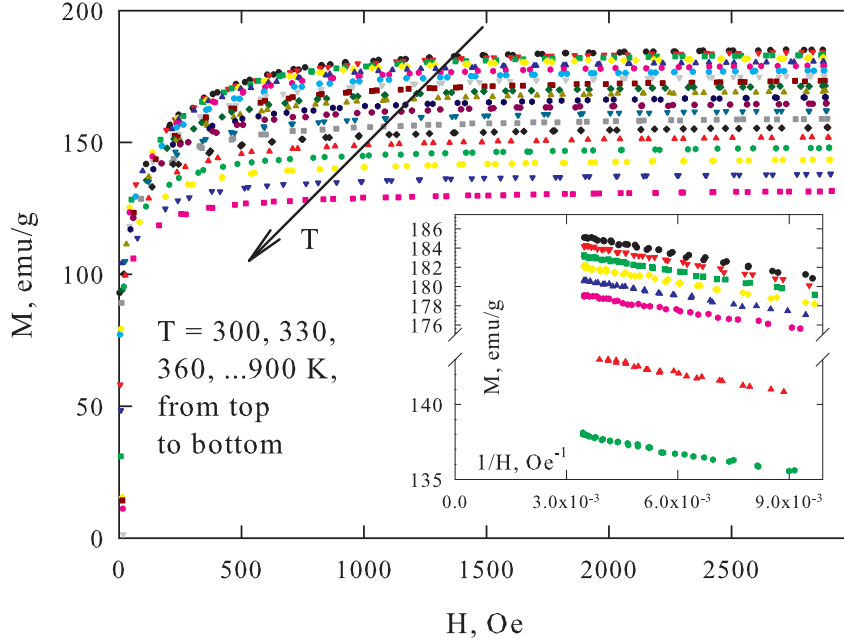 200
150
100
50
0
M, emu/g
T
T = 300, 330,
360, ...900 K,
from top
to bottom
186
184
182
180
178
176
140
135
M, emu/g
1/H, Oe⁻¹
0.0 3.0x10⁻³ 6.0x10⁻³ 9.0x10⁻³
0 500 1000 1500 2000 2500
H, Oe